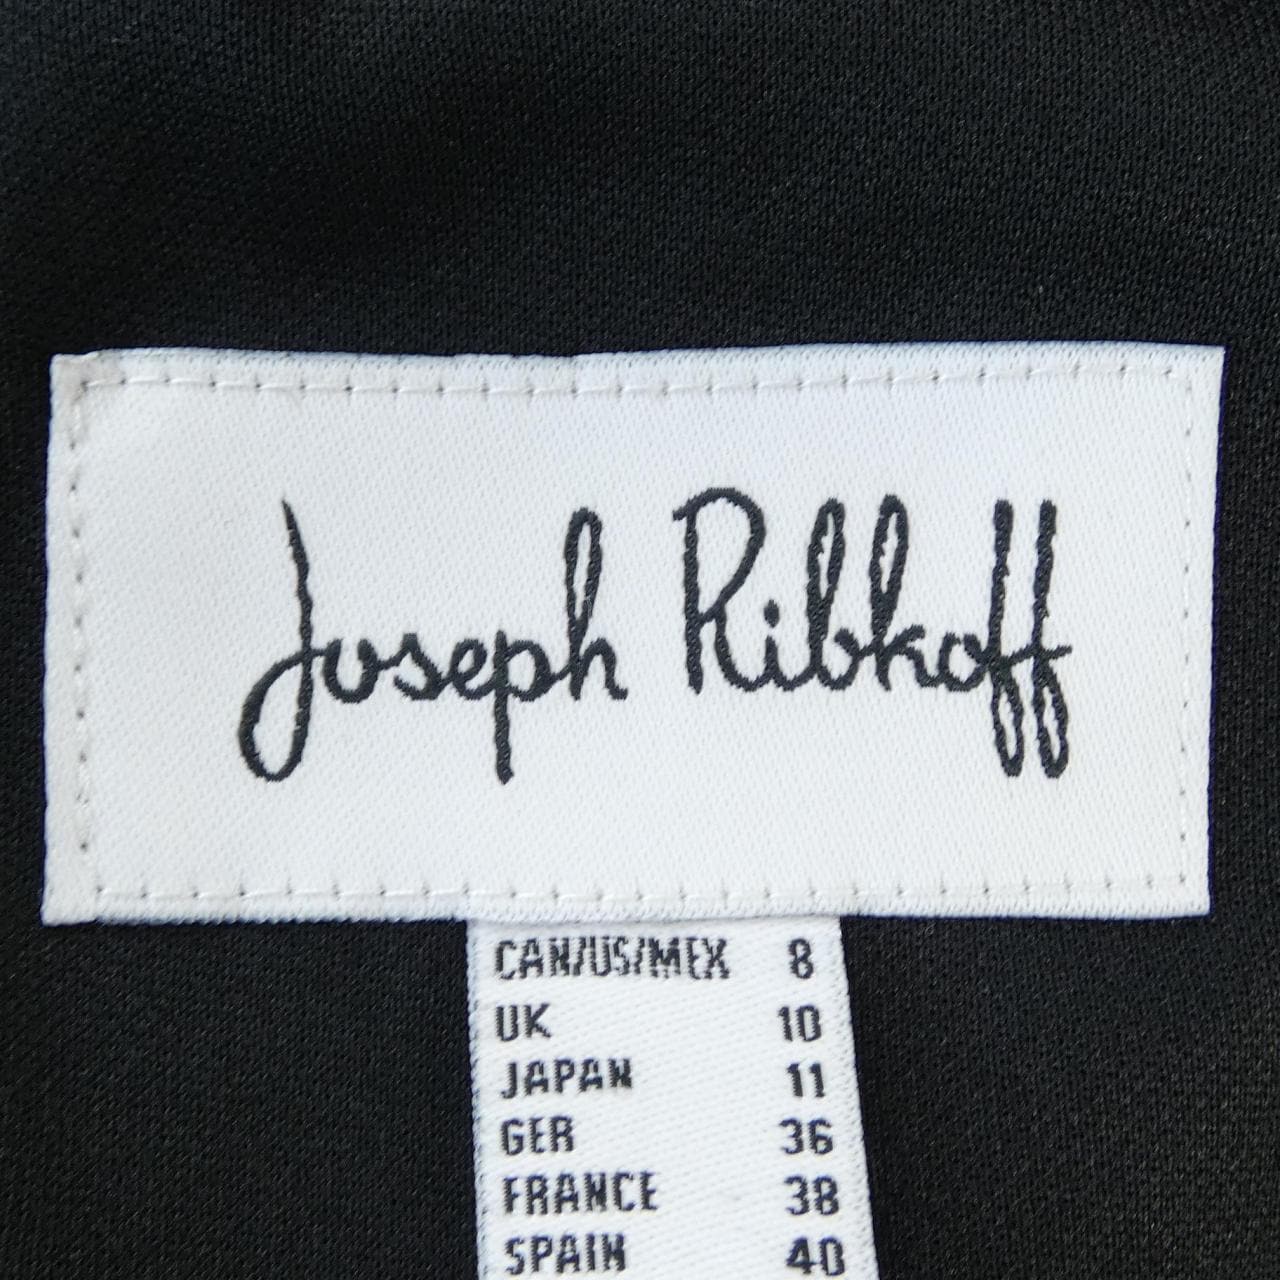 Joseph Ribkoff
CAN/US/MEX 8
UK 10
JAPAN 11
GER 36
FRANCE 38
SPAIN 40